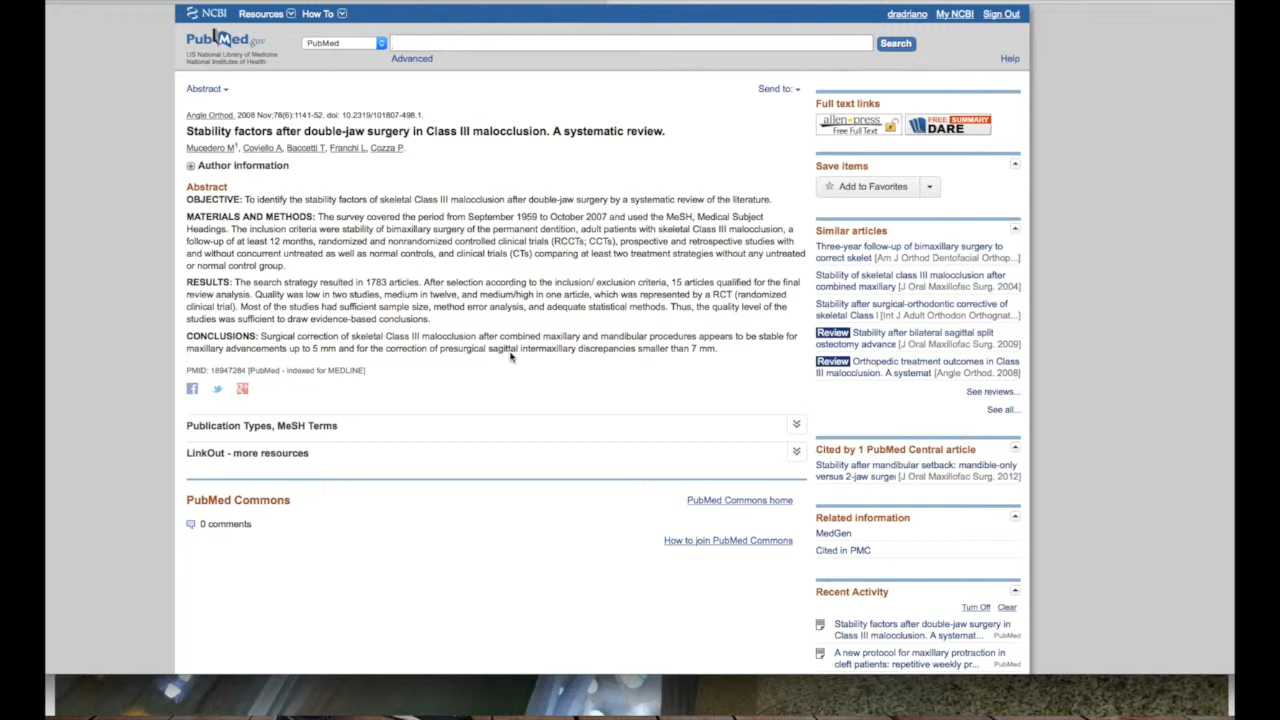 NCBI Resources How To dradriano My NCBI Sign Out
PubMed.gov
US National Library of Medicine
National Institutes of Health
PubMed Search
Advanced Help
Abstract Send to:
Angle Orthod. 2008 Nov;78(6):1141-52. doi: 10.2319/101807-498.1.
Stability factors after double-jaw surgery in Class III malocclusion. A systematic review.
Mucedero M1, Coviello A, Baccetti T, Franchi L, Cozza P.
Author information
Abstract
OBJECTIVE: To identify the stability factors of skeletal Class III malocclusion after double-jaw surgery by a systematic review of the literature.
MATERIALS AND METHODS: The survey covered the period from September 1959 to October 2007 and used the MeSH, Medical Subject
Headings. The inclusion criteria were stability of bimaxillary surgery of the permanent dentition, adult patients with skeletal Class III malocclusion, a
follow-up of at least 12 months, randomized and nonrandomized controlled clinical trials (RCCTs; CCTs), prospective and retrospective studies with
and without concurrent untreated as well as normal controls, and clinical trials (CTs) comparing at least two treatment strategies without any untreated
or normal control group.
RESULTS: The search strategy resulted in 1783 articles. After selection according to the inclusion/ exclusion criteria, 15 articles qualified for the final
review analysis. Quality was low in two studies, medium in twelve, and medium/high in one article, which was represented by a RCT (randomized
clinical trial). Most of the studies had sufficient sample size, method error analysis, and adequate statistical methods. Thus, the quality level of the
studies was sufficient to draw evidence-based conclusions.
CONCLUSIONS: Surgical correction of skeletal Class III malocclusion after combined maxillary and mandibular procedures appears to be stable for
maxillary advancements up to 5 mm and for the correction of presurgical sagittal intermaxillary discrepancies smaller than 7 mm.
PMID: 18947284 [PubMed - indexed for MEDLINE]
Publication Types, MeSH Terms
LinkOut - more resources
PubMed Commons PubMed Commons home
0 comments
How to join PubMed Commons
Full text links
allen press
Free Full Text
FREE SUMMARY
DARE
Save items
Add to Favorites
Similar articles
Three-year follow-up of bimaxillary surgery to
correct skelet [Am J Orthod Dentofacial Orthop...]
Stability of skeletal class III malocclusion after
combined maxillary [J Oral Maxillofac Surg. 2004]
Stability after surgical-orthodontic corrective of
skeletal Class I [Int J Adult Orthodon Orthognat...]
Review Stability after bilateral sagittal split
osteotomy advance [J Oral Maxillofac Surg. 2009]
Review Orthopedic treatment outcomes in Class
III malocclusion. A systemat [Angle Orthod. 2008]
See reviews...
See all...
Cited by 1 PubMed Central article
Stability after mandibular setback: mandible-only
versus 2-jaw surge [J Oral Maxillofac Surg. 2012]
Related information
MedGen
Cited in PMC
Recent Activity
Turn Off Clear
Stability factors after double-jaw surgery in
Class III malocclusion. A systemat... PubMed
A new protocol for maxillary protraction in
cleft patients: repetitive weekly pr... PubMed